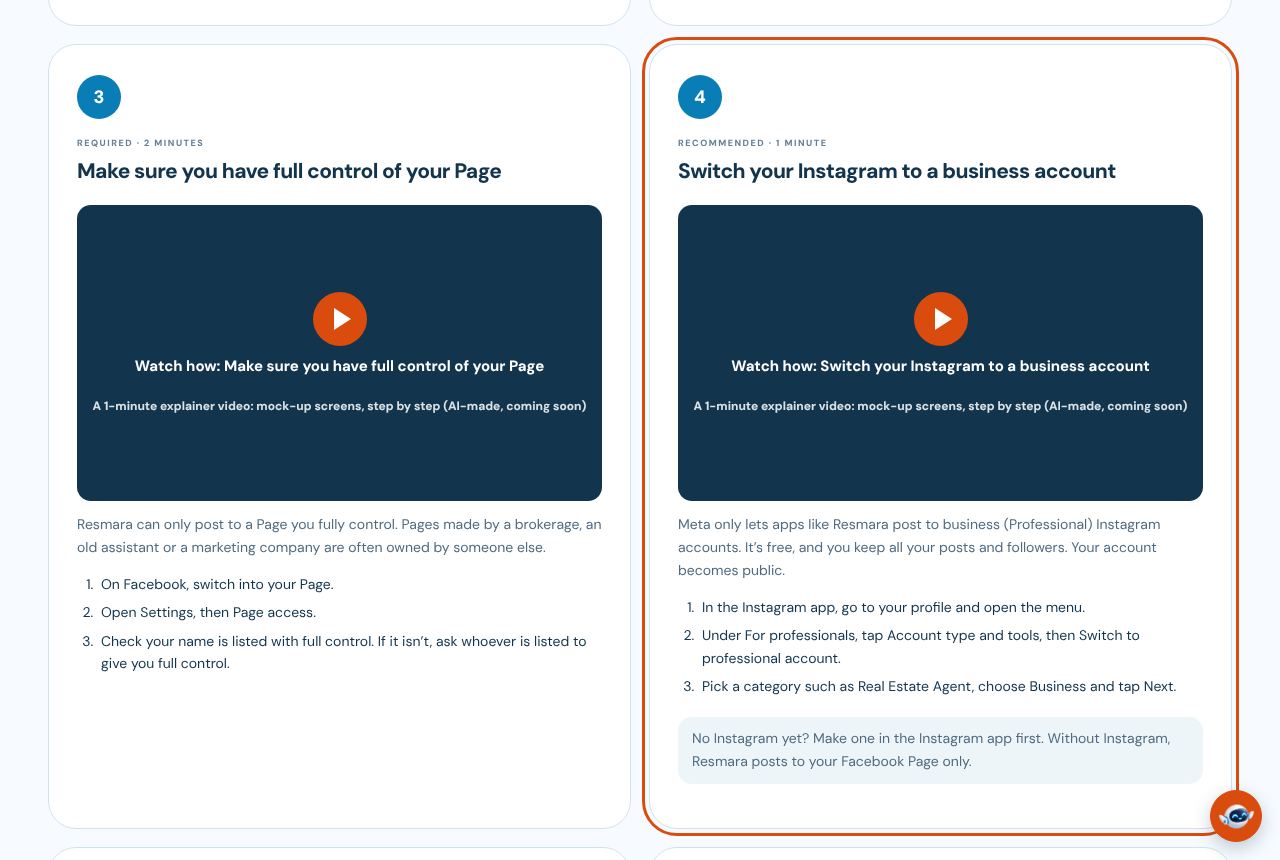 3
REQUIRED · 2 MINUTES
Make sure you have full control of your Page
Watch how: Make sure you have full control of your Page
A 1-minute explainer video: mock-up screens, step by step (AI-made, coming soon)
Resmara can only post to a Page you fully control. Pages made by a brokerage, an
old assistant or a marketing company are often owned by someone else.
1. On Facebook, switch into your Page.
2. Open Settings, then Page access.
3. Check your name is listed with full control. If it isn’t, ask whoever is listed to
give you full control.
4
RECOMMENDED · 1 MINUTE
Switch your Instagram to a business account
Watch how: Switch your Instagram to a business account
A 1-minute explainer video: mock-up screens, step by step (AI-made, coming soon)
Meta only lets apps like Resmara post to business (Professional) Instagram
accounts. It’s free, and you keep all your posts and followers. Your account
becomes public.
1. In the Instagram app, go to your profile and open the menu.
2. Under For professionals, tap Account type and tools, then Switch to
professional account.
3. Pick a category such as Real Estate Agent, choose Business and tap Next.
No Instagram yet? Make one in the Instagram app first. Without Instagram,
Resmara posts to your Facebook Page only.